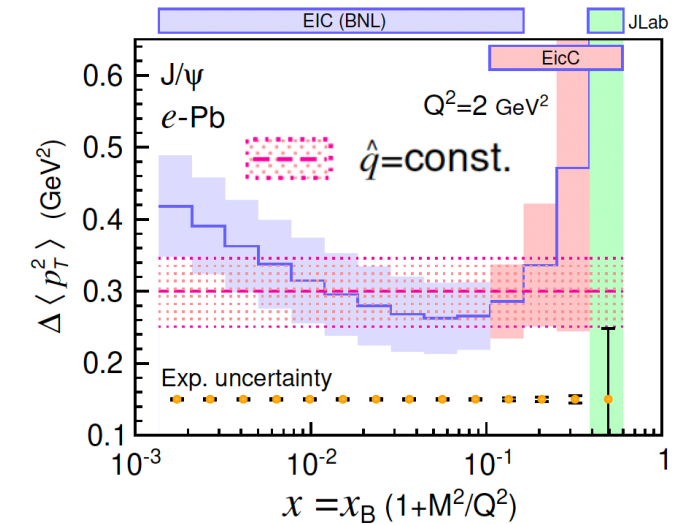 EIC (BNL)
JLab
EicC
J/ψ
Q²=2 GeV²
e-Pb
q̂=const.
Δ⟨p_T²⟩ (GeV²)
0.6
0.5
0.4
0.3
0.2
0.1
Exp. uncertainty
10⁻³
10⁻²
10⁻¹
1
x =x_B (1+M²/Q²)